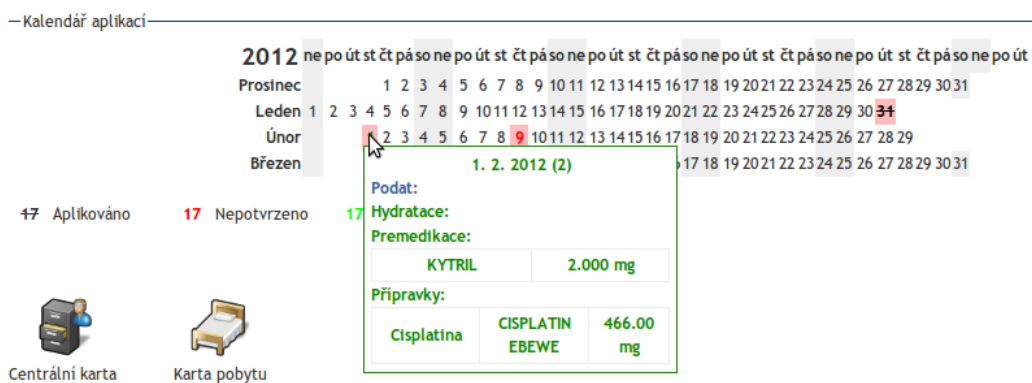 Kalendář aplikací
2012 ne po út st čt pá so ne po út st čt pá so ne po út st čt pá so ne po út st čt pá so ne po út st čt pá so ne po út
Prosinec 1 2 3 4 5 6 7 8 9 10 11 12 13 14 15 16 17 18 19 20 21 22 23 24 25 26 27 28 29 30 31
Leden 1 2 3 4 5 6 7 8 9 10 11 12 13 14 15 16 17 18 19 20 21 22 23 24 25 26 27 28 29 30 31
Únor 2 3 4 5 6 7 8 9 10 11 12 13 14 15 16 17 18 19 20 21 22 23 24 25 26 27 28 29
Březen 17 18 19 20 21 22 23 24 25 26 27 28 29 30 31
1. 2. 2012 (2)
Podat:
17 Aplikováno 17 Nepotvrzeno 17
Hydratace:
Premedikace:
KYTRIL 2.000 mg
Přípravky:
Cisplatina CISPLATIN EBEWE 466.00 mg
Centrální karta Karta pobytu